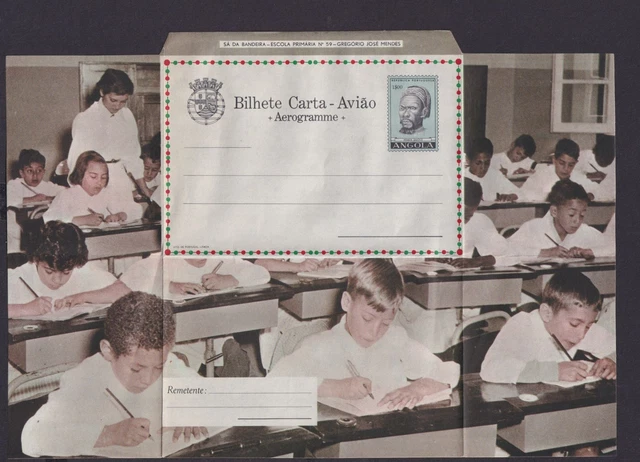 SÁ DA BANDEIRA - ESCOLA PRIMÁRIA Nº 59 - GREGÓRIO JOSÉ MENDES
Bilhete Carta - Avião
+ Aerogramme +
REPÚBLICA PORTUGUESA
1$00
ANGOLA
Remetente: